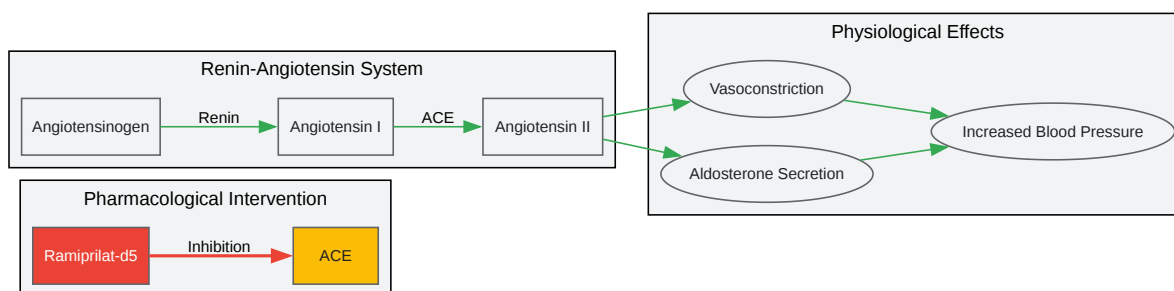 Physiological Effects
Renin-Angiotensin System
Angiotensinogen
Renin
Angiotensin I
ACE
Angiotensin II
Vasoconstriction
Aldosterone Secretion
Increased Blood Pressure
Pharmacological Intervention
Ramiprilat-d5
Inhibition
ACE